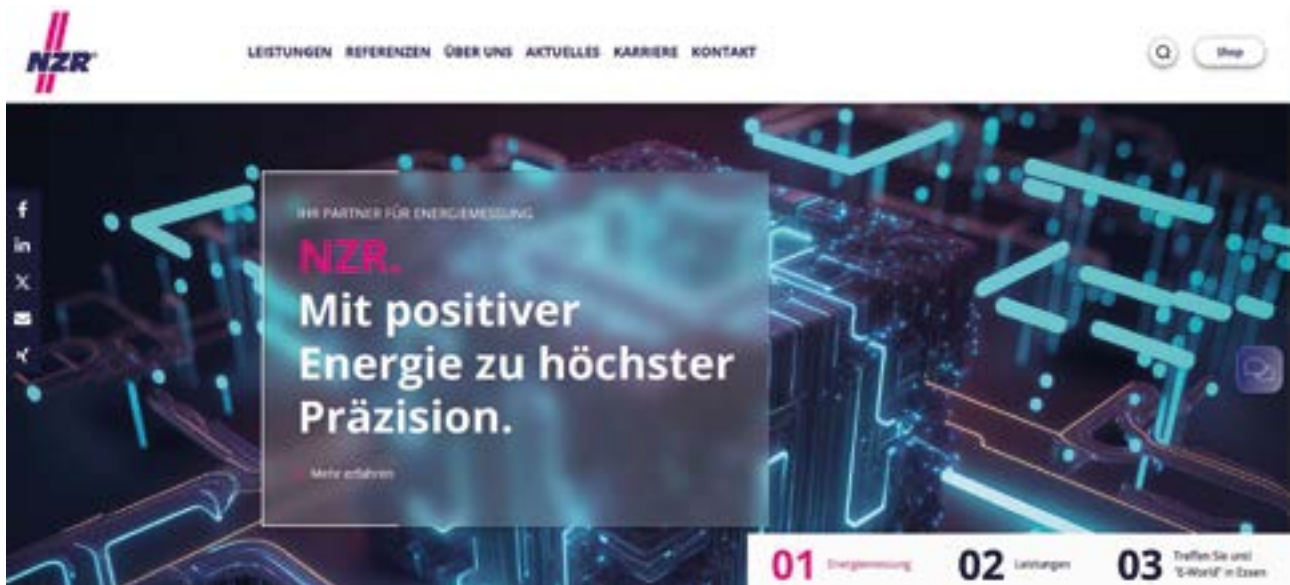 NZR
LEISTUNGEN REFERENZEN ÜBER UNS AKTUELLES KARRIERE KONTAKT
Shop
IHR PARTNER FÜR ENERGIEMESSUNG
NZR.
Mit positiver
Energie zu höchster
Präzision.
Mehr erfahren
01 Energiemessung
02 Leistungen
03 Treffen Sie uns!
"E-World" in Essen